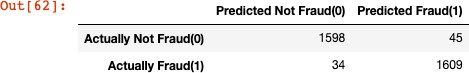 Out[62]:
Predicted Not Fraud(0) Predicted Fraud(1)
Actually Not Fraud(0) 1598 45
Actually Fraud(1) 34 1609